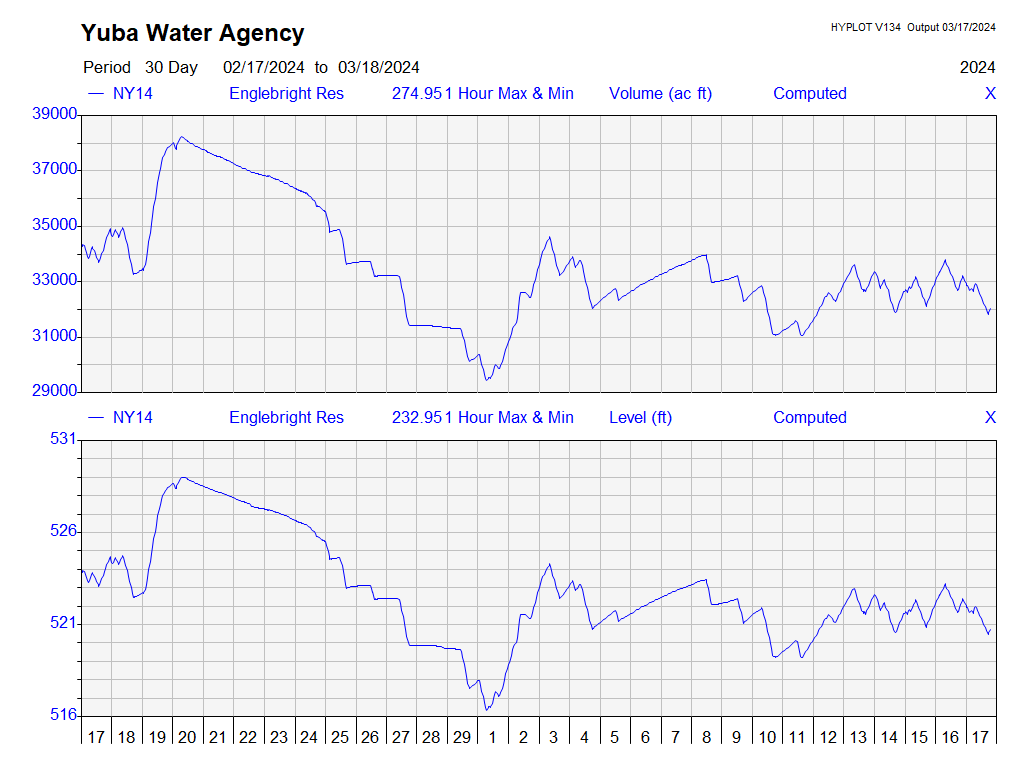 Yuba Water Agency
HYPLOT V134 Output 03/17/2024
Period 30 Day 02/17/2024 to 03/18/2024
2024
NY14 Englebright Res 274.95 1 Hour Max & Min Volume (ac ft) Computed X
39000
37000
35000
33000
31000
29000
NY14 Englebright Res 232.95 1 Hour Max & Min Level (ft) Computed X
531
526
521
516
17 18 19 20 21 22 23 24 25 26 27 28 29 1 2 3 4 5 6 7 8 9 10 11 12 13 14 15 16 17